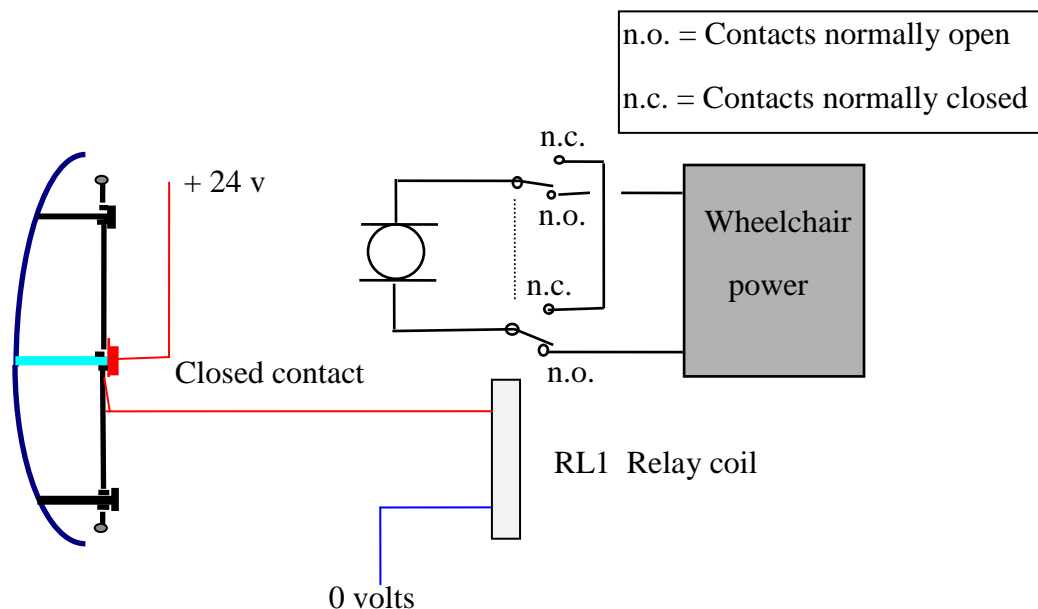 n.o. = Contacts normally open
n.c. = Contacts normally closed
n.c.
+ 24 v
n.o.
Wheelchair
power
n.c.
Closed contact
n.o.
RL1 Relay coil
0 volts